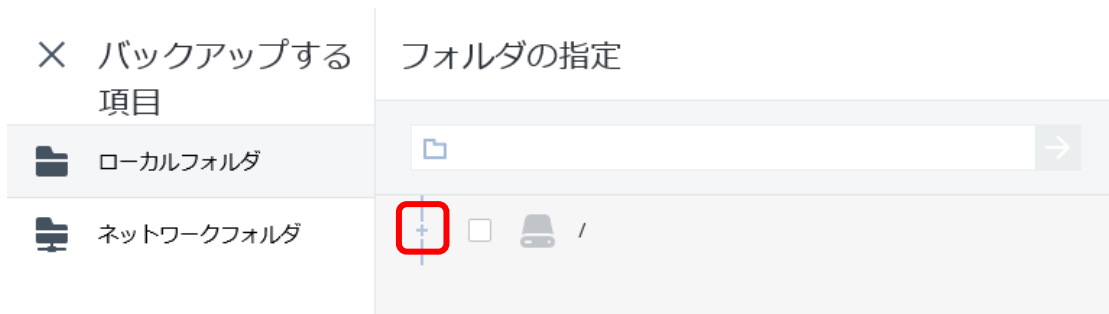 バックアップする
項目
フォルダの指定
ローカルフォルダ
ネットワークフォルダ
/